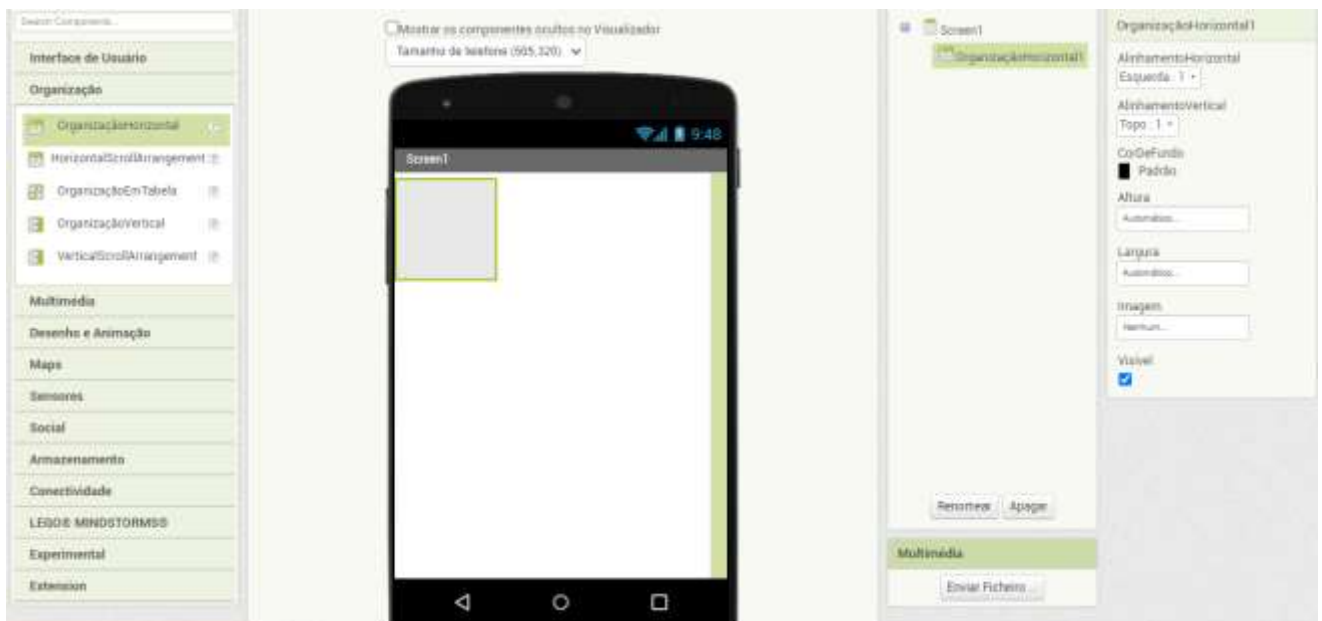 Search Components...
Interface de Usuário
Organização
OrganizaçãoHorizontal
HorizontalScrollArrangement
OrganizaçãoEmTabela
OrganizaçãoVertical
VerticalScrollArrangement
Multimédia
Desenho e Animação
Maps
Sensores
Social
Armazenamento
Conectividade
LEGO® MINDSTORMS®
Experimental
Extension
Mostrar os componentes ocultos no Visualizador
Tamanho de telefone (505,320)
9:48
Screen1
Screen1
OrganizaçãoHorizontal1
Renomear
Apagar
Multimédia
Enviar Ficheiro ...
OrganizaçãoHorizontal1
AlinhamentoHorizontal
Esquerda : 1
AlinhamentoVertical
Topo : 1
CorDeFundo
Padrão
Altura
Automático...
Largura
Automático...
Imagem
Nenhum...
Visível